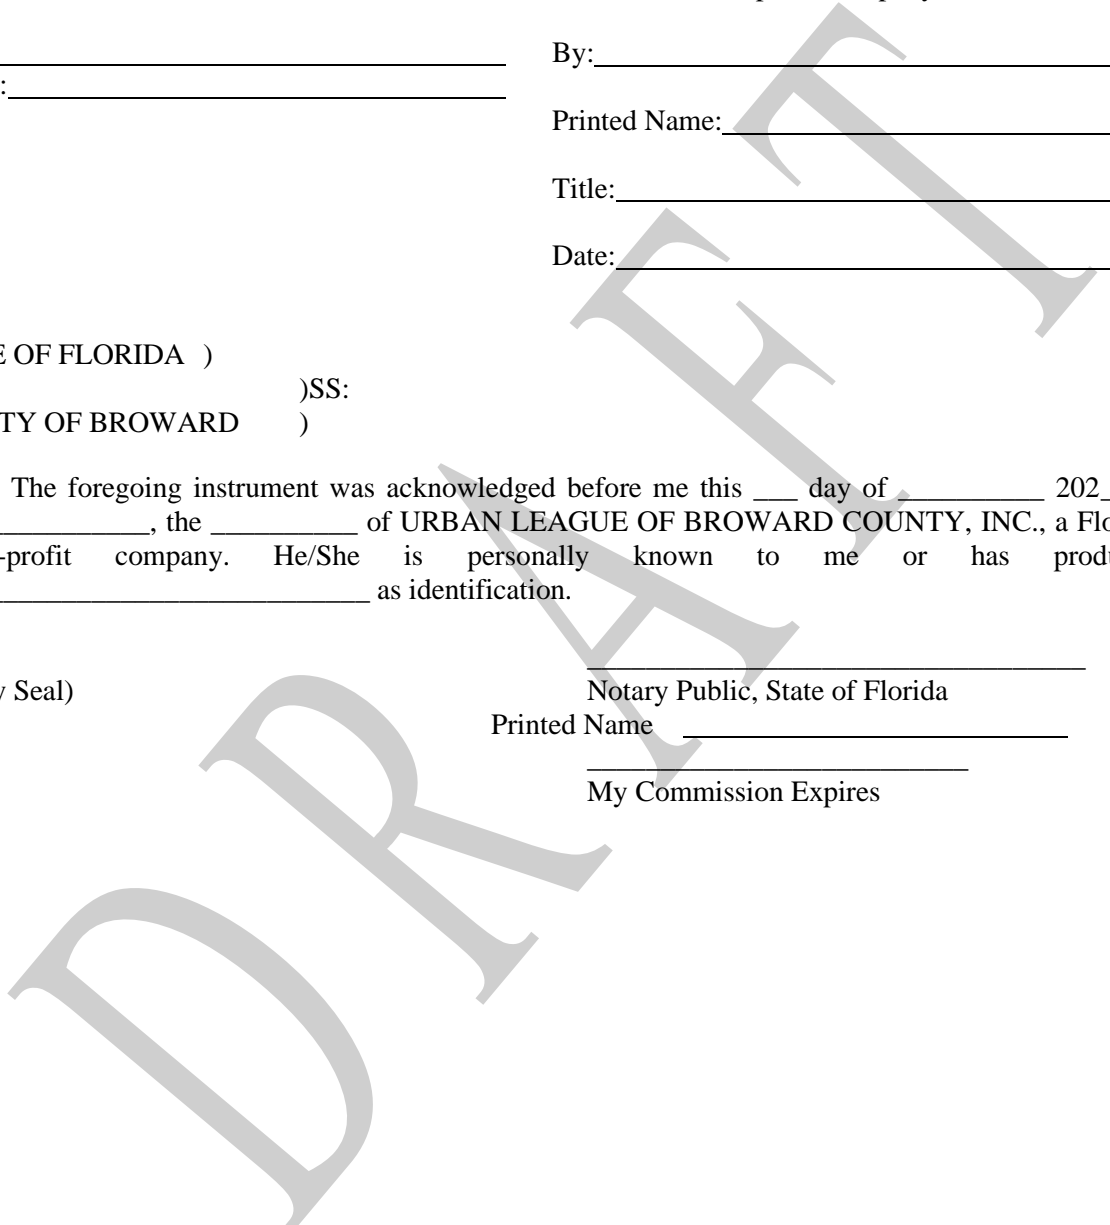 By:
:
Printed Name:
Title:
Date:
E OF FLORIDA )
)SS:
TY OF BROWARD )
The foregoing instrument was acknowledged before me this ___ day of __________ 202_
__________, the __________ of URBAN LEAGUE OF BROWARD COUNTY, INC., a Flo
-profit company. He/She is personally known to me or has produ
_________________________ as identification.
__________________________________
y Seal) Notary Public, State of Florida
Printed Name
__________________________
My Commission Expires
DRAFT